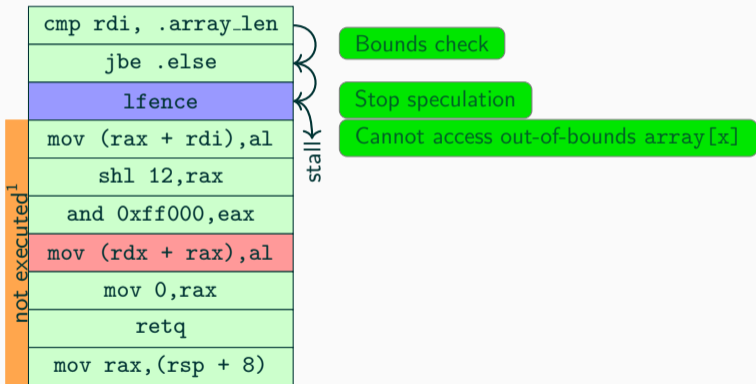 cmp rdi, .array_len
Bounds check
jbe .else
lfence
Stop speculation
mov (rax + rdi),al
Cannot access out-of-bounds array[x]
stall
shl 12,rax
and 0xff000,eax
not executed1
mov (rdx + rax),al
mov 0,rax
retq
mov rax,(rsp + 8)